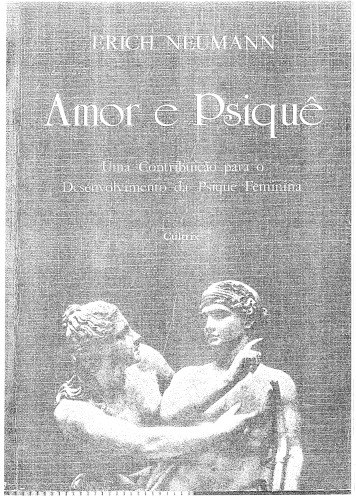 ERICH NEUMANN
Amor e Psiquê
Uma Contribuição para o
Desenvolvimento da Psique Feminina
Cultrix